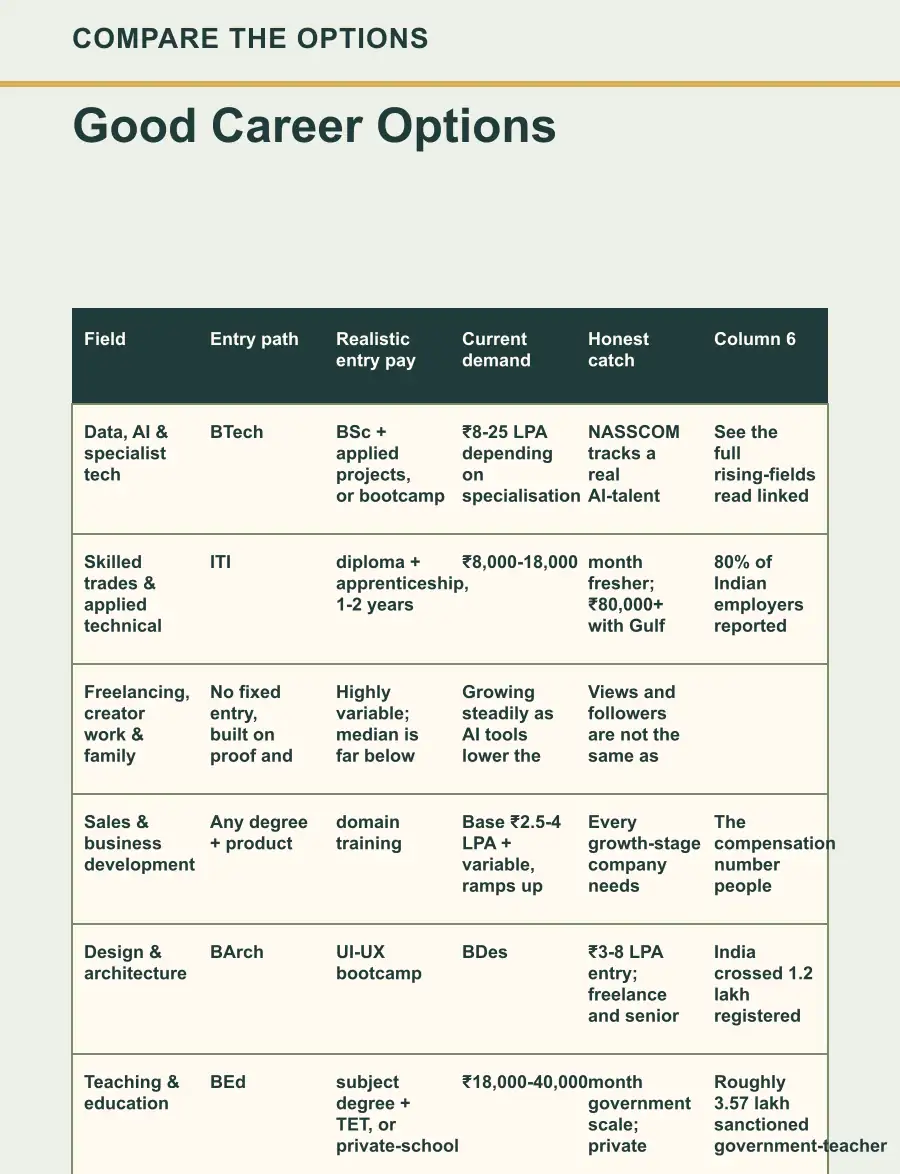 COMPARE THE OPTIONS
Good Career Options
Field
Entry path
Realistic
entry pay
Current
demand
Honest
catch
Column 6
Data, AI &
specialist
tech
BTech
BSc +
applied
projects,
or bootcamp
₹8-25 LPA
depending
on
specialisation
NASSCOM
tracks a
real
AI-talent
See the
full
rising-fields
read linked
Skilled
trades &
applied
technical
ITI
diploma +
apprenticeship,
1-2 years
₹8,000-18,000
month
fresher;
₹80,000+
with Gulf
80% of
Indian
employers
reported
Freelancing,
creator
work &
family
No fixed
entry,
built on
proof and
Highly
variable;
median is
far below
Growing
steadily as
AI tools
lower the
Views and
followers
are not the
same as
Sales &
business
development
Any degree
+ product
domain
training
Base ₹2.5-4
LPA +
variable,
ramps up
Every
growth-stage
company
needs
The
compensation
number
people
Design &
architecture
BArch
UI-UX
bootcamp
BDes
₹3-8 LPA
entry;
freelance
and senior
India
crossed 1.2
lakh
registered
Teaching &
education
BEd
subject
degree +
TET, or
private-school
₹18,000-40,000
month
government
scale;
private
Roughly
3.57 lakh
sanctioned
government-teacher